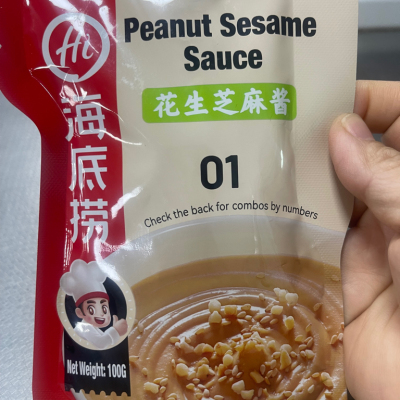 Hi
海底捞
Peanut Sesame
Sauce
花生芝麻酱
01
Check the back for combos by numbers
Net Weight: 100G